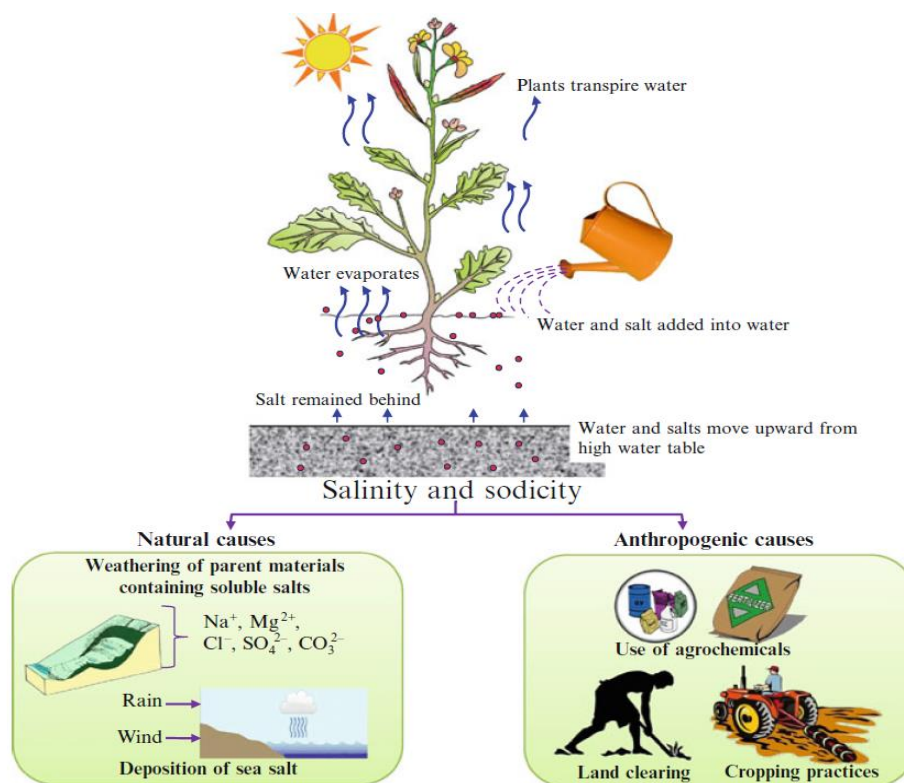 Plants transpire water
Water evaporates
Water and salt added into water
Salt remained behind
Water and salts move upward from
high water table
Salinity and sodicity
Natural causes
Weathering of parent materials
containing soluble salts
Na⁺, Mg²⁺,
Cl⁻, SO₄²⁻, CO₃²⁻
Rain
Wind
Deposition of sea salt
Anthropogenic causes
FERTILIZER
Use of agrochemicals
Land clearing
Cropping practices